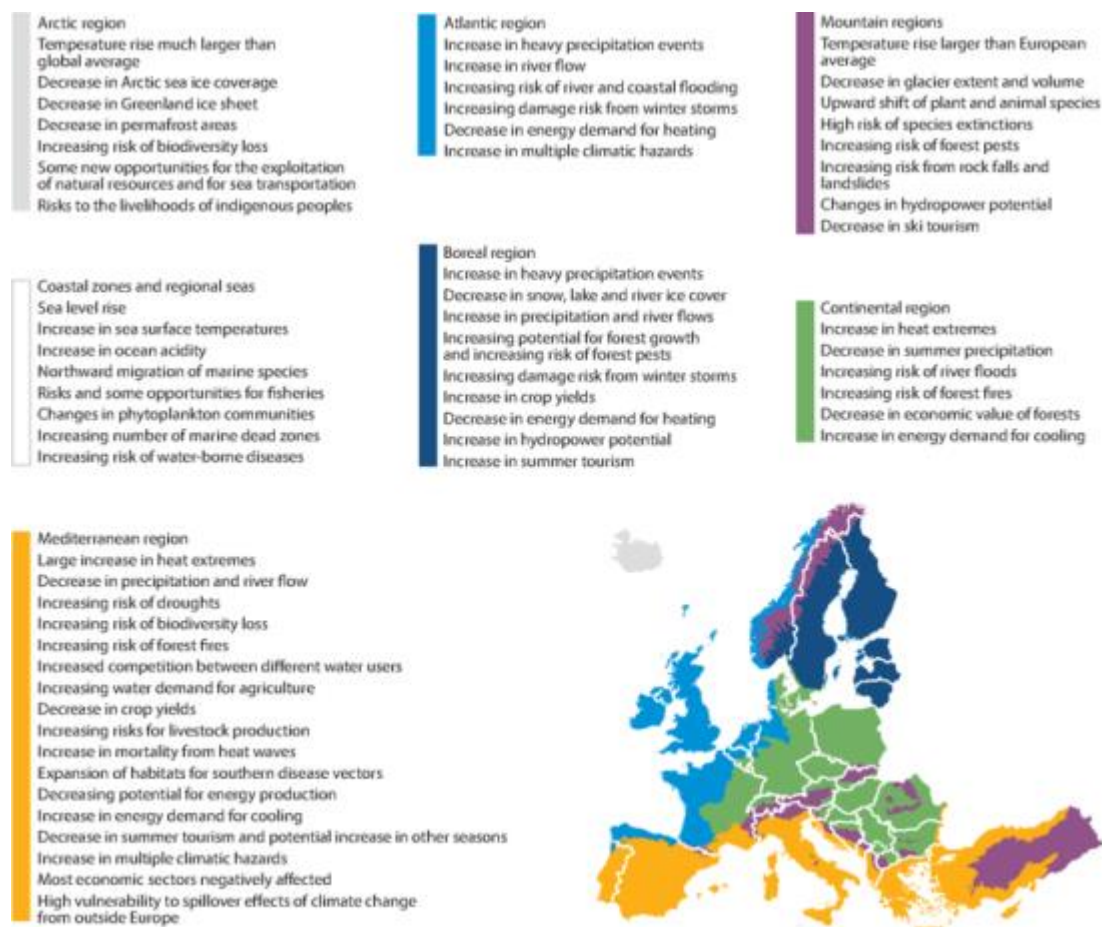 Arctic region
Temperature rise much larger than
global average
Decrease in Arctic sea ice coverage
Decrease in Greenland ice sheet
Decrease in permafrost areas
Increasing risk of biodiversity loss
Some new opportunities for the exploitation
of natural resources and for sea transportation
Risks to the livelihoods of indigenous peoples
Atlantic region
Increase in heavy precipitation events
Increase in river flow
Increasing risk of river and coastal flooding
Increasing damage risk from winter storms
Decrease in energy demand for heating
Increase in multiple climatic hazards
Mountain regions
Temperature rise larger than European
average
Decrease in glacier extent and volume
Upward shift of plant and animal species
High risk of species extinctions
Increasing risk of forest pests
Increasing risk from rock falls and
landslides
Changes in hydropower potential
Decrease in ski tourism
Coastal zones and regional seas
Sea level rise
Increase in sea surface temperatures
Increase in ocean acidity
Northward migration of marine species
Risks and some opportunities for fisheries
Changes in phytoplankton communities
Increasing number of marine dead zones
Increasing risk of water-borne diseases
Boreal region
Increase in heavy precipitation events
Decrease in snow, lake and river ice cover
Increase in precipitation and river flows
Increasing potential for forest growth
and increasing risk of forest pests
Increasing damage risk from winter storms
Increase in crop yields
Decrease in energy demand for heating
Increase in hydropower potential
Increase in summer tourism
Continental region
Increase in heat extremes
Decrease in summer precipitation
Increasing risk of river floods
Increasing risk of forest fires
Decrease in economic value of forests
Increase in energy demand for cooling
Mediterranean region
Large increase in heat extremes
Decrease in precipitation and river flow
Increasing risk of droughts
Increasing risk of biodiversity loss
Increasing risk of forest fires
Increased competition between different water users
Increasing water demand for agriculture
Decrease in crop yields
Increasing risks for livestock production
Increase in mortality from heat waves
Expansion of habitats for southern disease vectors
Decreasing potential for energy production
Increase in energy demand for cooling
Decrease in summer tourism and potential increase in other seasons
Increase in multiple climatic hazards
Most economic sectors negatively affected
High vulnerability to spillover effects of climate change
from outside Europe